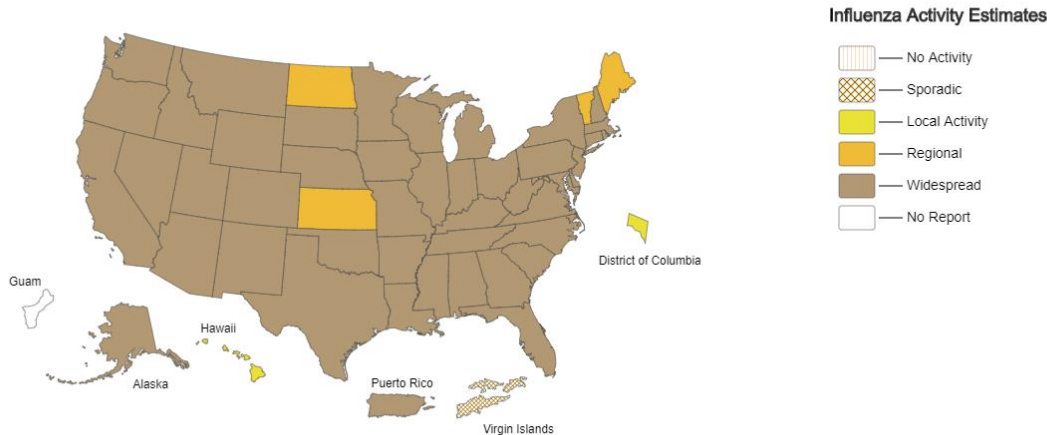 Influenza Activity Estimates
No Activity
Sporadic
Local Activity
Regional
Widespread
No Report
District of Columbia
Guam
Hawaii
Alaska
Puerto Rico
Virgin Islands